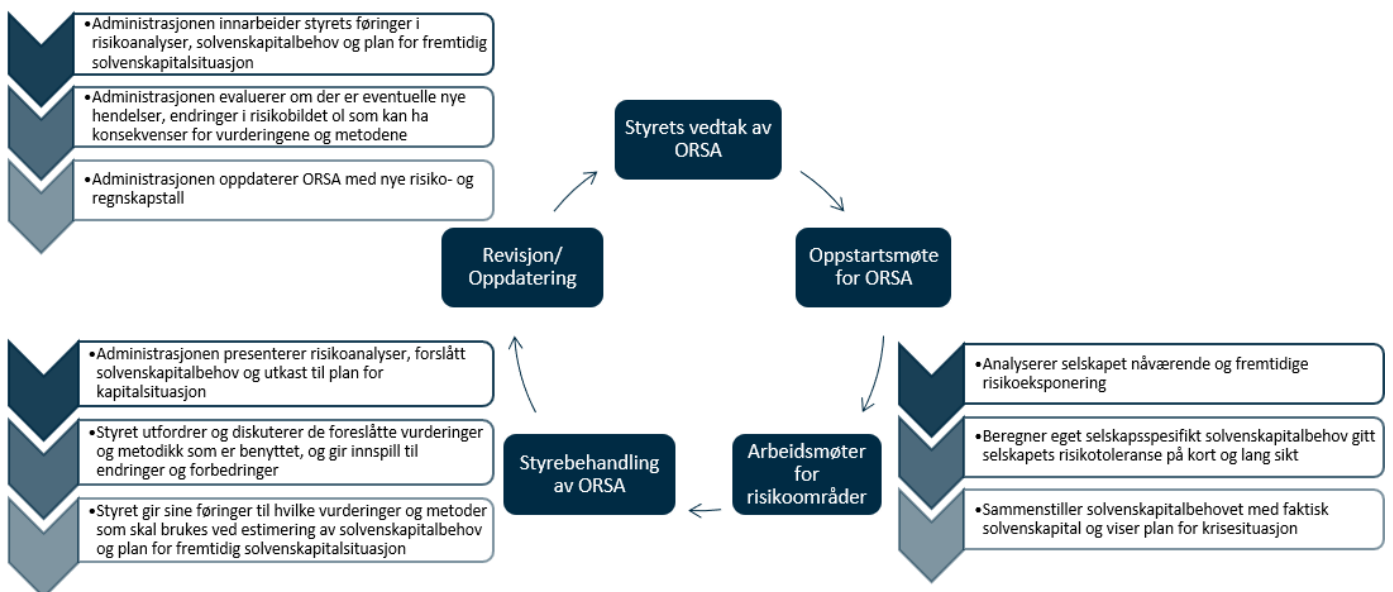 •Administrasjonen innarbeider styrets føringer i
risikoanalyser, solvenskapitalbehov og plan for fremtidig
solvenskapitalsituasjon
•Administrasjonen evaluerer om der er eventuelle nye
hendelser, endringer i risikobildet ol som kan ha
konsekvenser for vurderingene og metodene
•Administrasjonen oppdaterer ORSA med nye risiko- og
regnskapstall
Styrets vedtak av
ORSA
Oppstartsmøte
for ORSA
Revisjon/
Oppdatering
•Administrasjonen presenterer risikoanalyser, forslått
solvenskapitalbehov og utkast til plan for
kapitalsituasjon
•Styret utfordrer og diskuterer de foreslåtte vurderinger
og metodikk som er benyttet, og gir innspill til
endringer og forbedringer
•Styret gir sine føringer til hvilke vurderinger og metoder
som skal brukes ved estimering av solvenskapitalbehov
og plan for fremtidig solvenskapitalsituasjon
Styrebehandling
av ORSA
Arbeidsmøter
for
risikoområder
•Analyserer selskapet nåværende og fremtidige
risikoeksponering
•Beregner eget selskapsspesifikt solvenskapitalbehov gitt
selskapets risikotoleranse på kort og lang sikt
•Sammenstiller solvenskapitalbehovet med faktisk
solvenskapital og viser plan for krisesituasjon